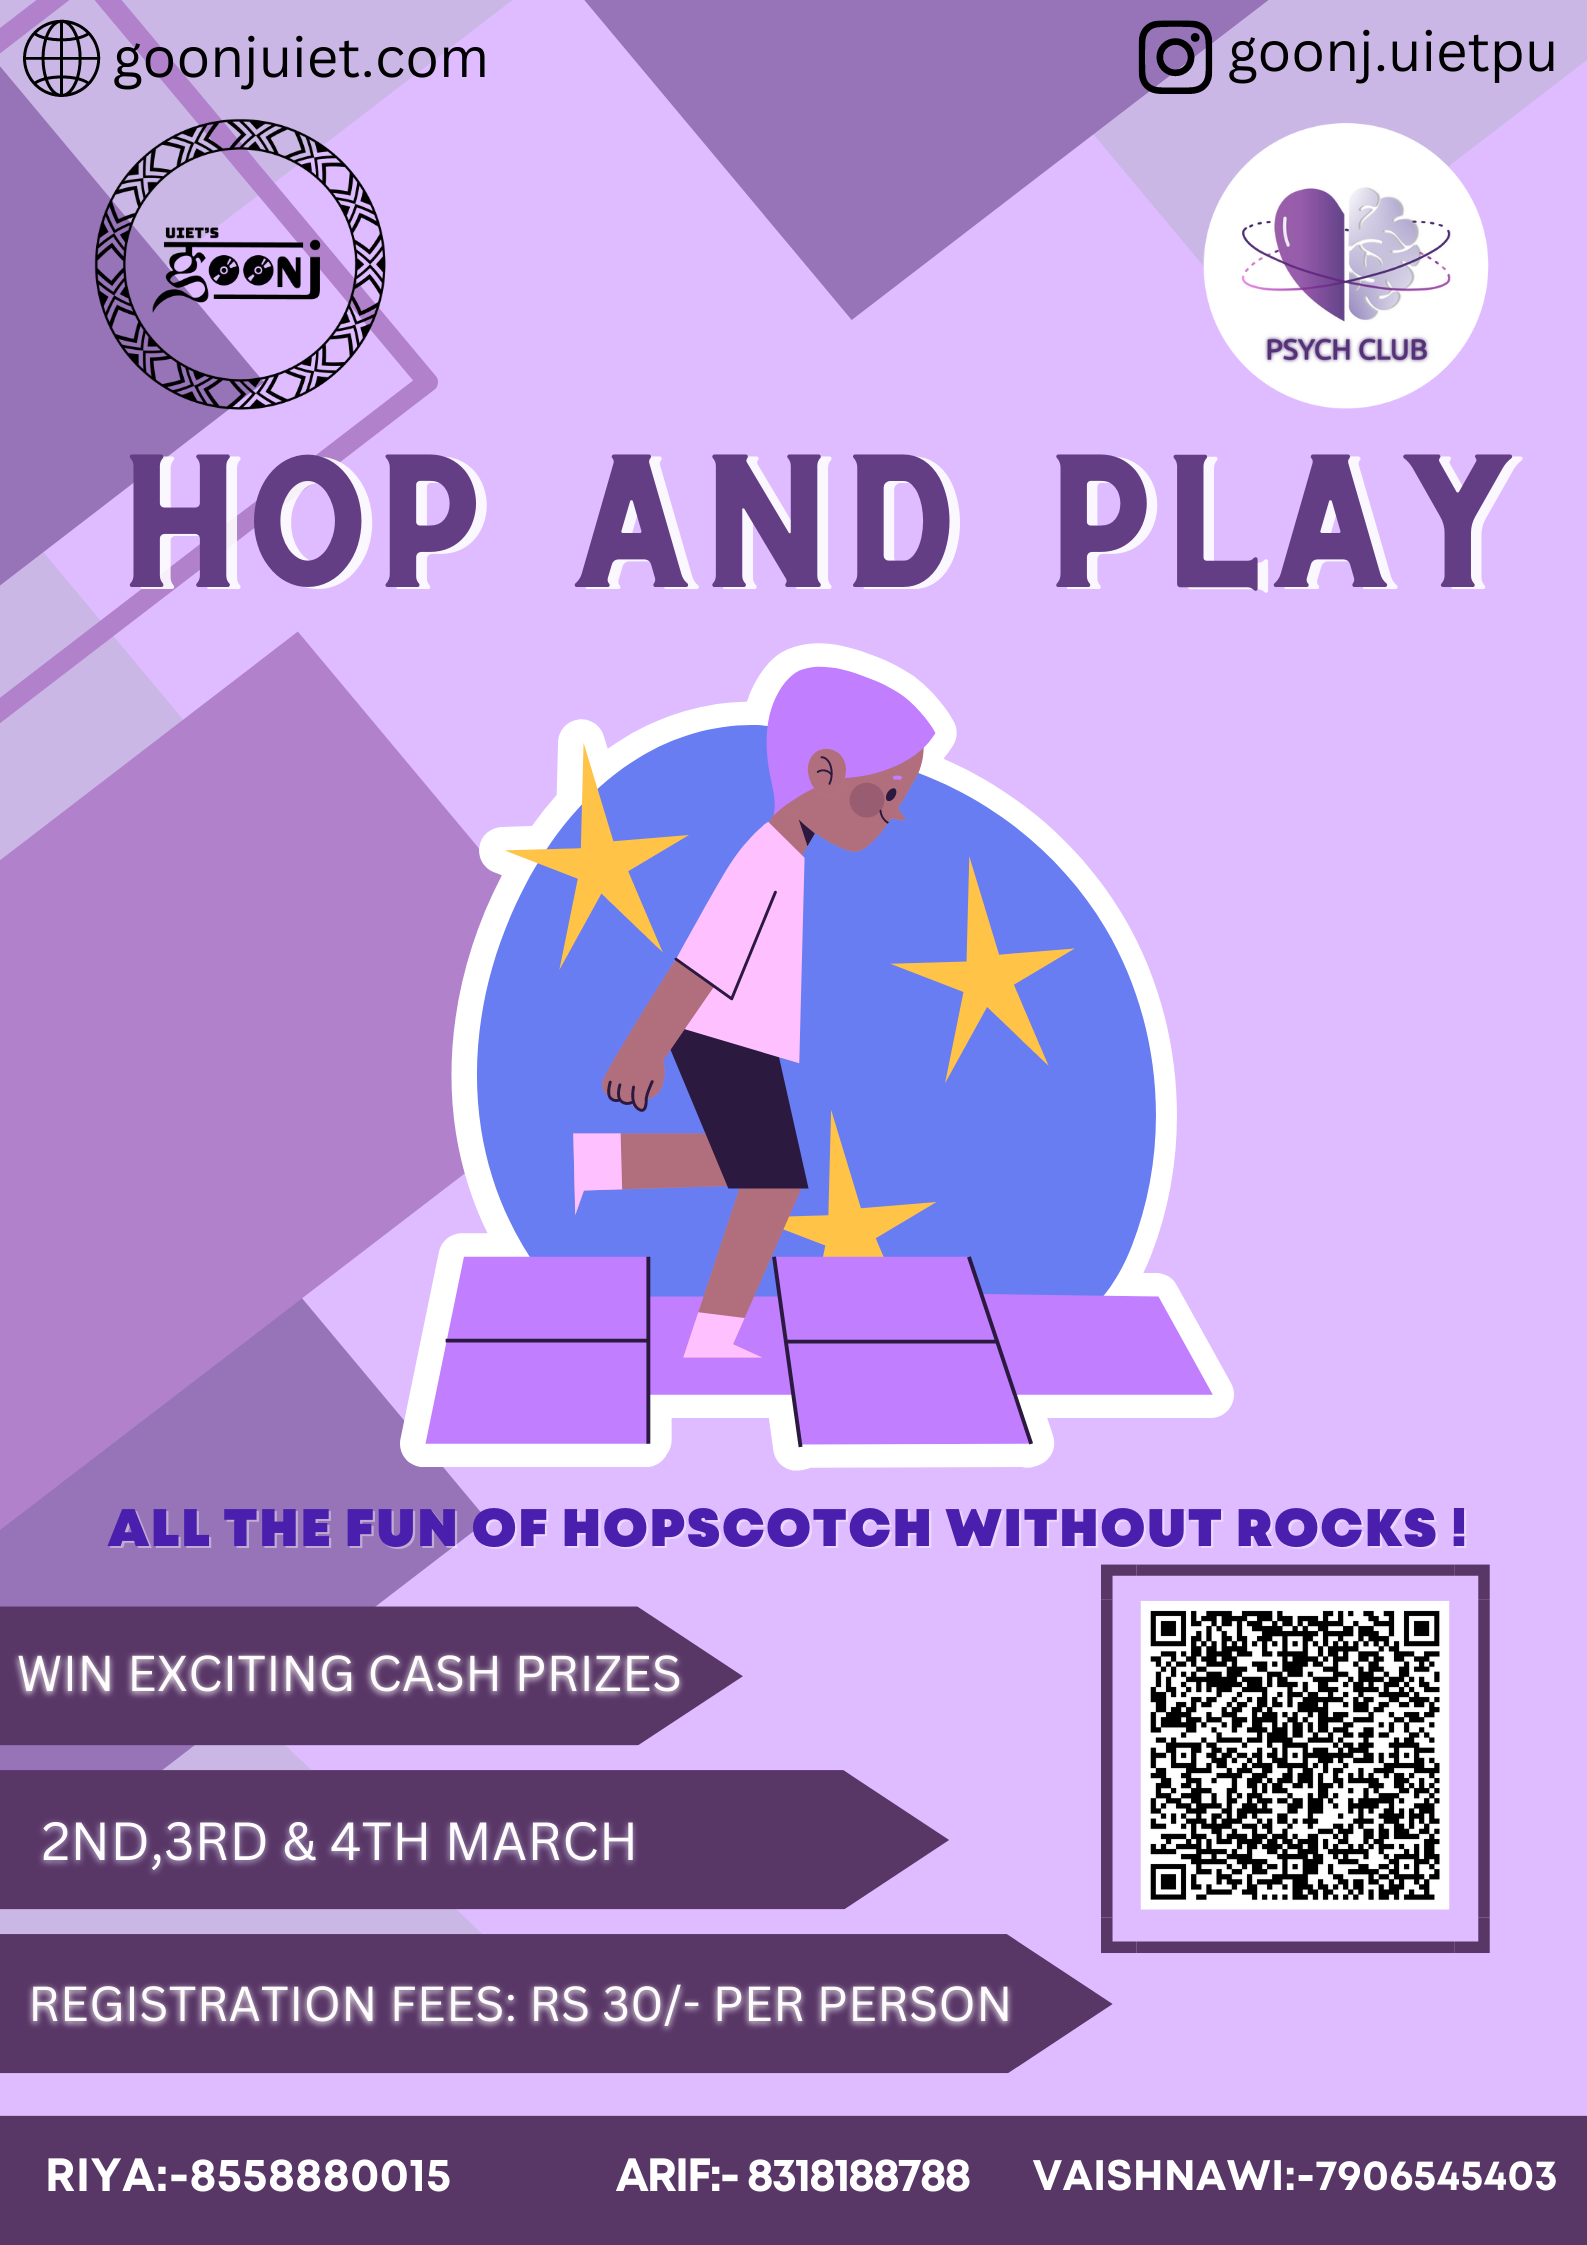 goonjuiet.com
goonj.uietpu
UIET'S
goonj
PSYCH CLUB
HOP AND PLAY
ALL THE FUN OF HOPSCOTCH WITHOUT ROCKS !
WIN EXCITING CASH PRIZES
2ND,3RD & 4TH MARCH
REGISTRATION FEES: RS 30/- PER PERSON
RIYA:-8558880015
ARIF:- 8318188788
VAISHNAWI:-7906545403